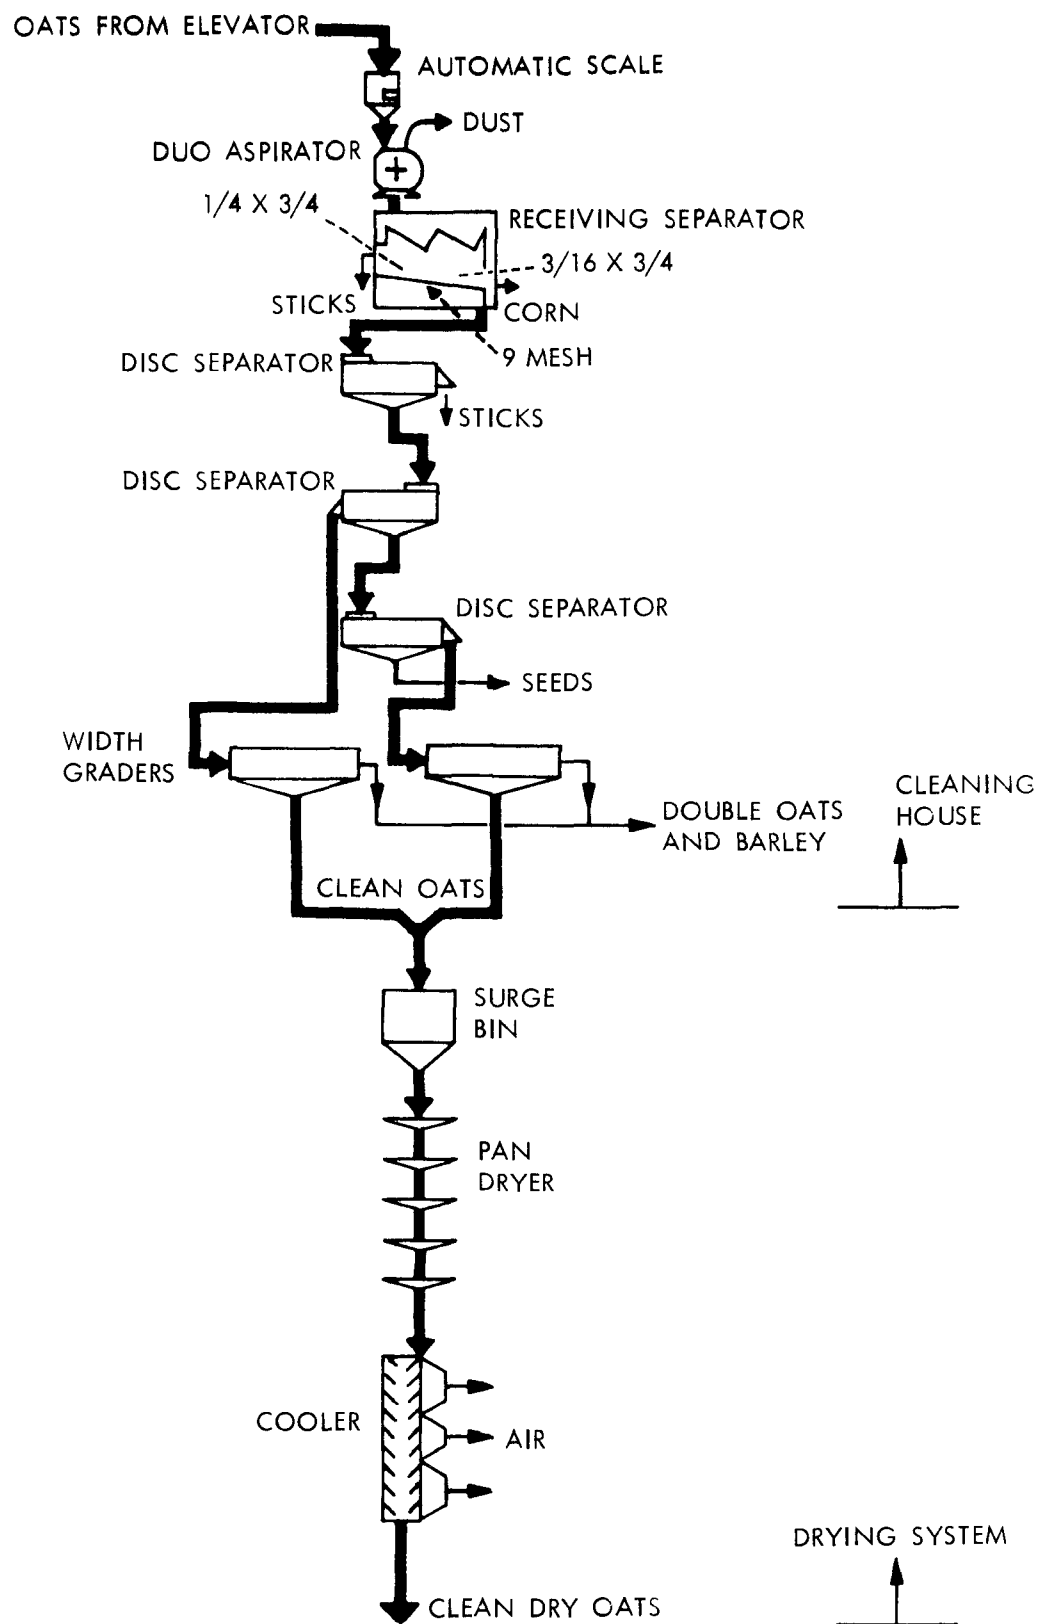 OATS FROM ELEVATOR
AUTOMATIC SCALE
DUST
DUO ASPIRATOR
1/4 X 3/4
RECEIVING SEPARATOR
3/16 X 3/4
STICKS
CORN
9 MESH
DISC SEPARATOR
STICKS
DISC SEPARATOR
DISC SEPARATOR
SEEDS
WIDTH
GRADERS
CLEANING
HOUSE
DOUBLE OATS
AND BARLEY
CLEAN OATS
SURGE
BIN
PAN
DRYER
COOLER
AIR
DRYING SYSTEM
CLEAN DRY OATS